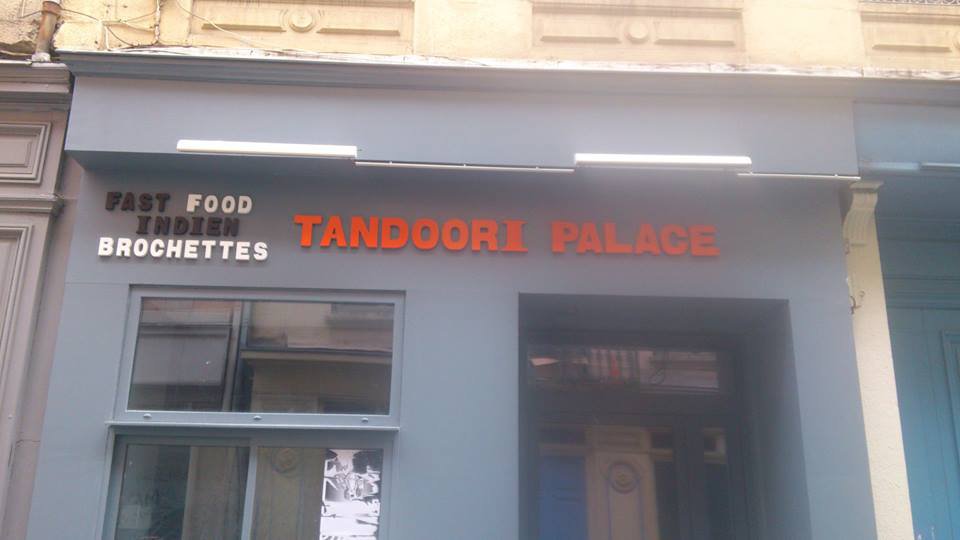 FAST FOOD
INDIEN
BROCHETTES
TANDOORI PALACE